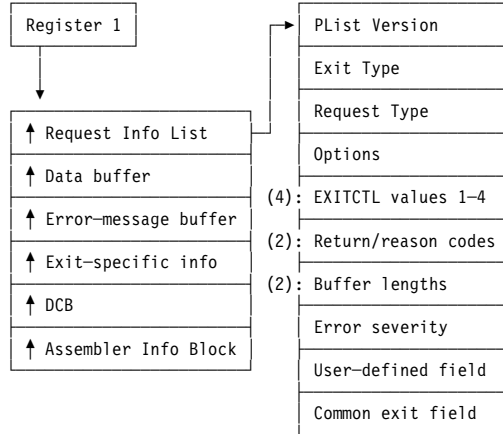 Register 1
↑ Request Info List
↑ Data buffer
↑ Error—message buffer
↑ Exit—specific info
↑ DCB
↑ Assembler Info Block
PList Version
Exit Type
Request Type
Options
(4): EXITCTL values 1—4
(2): Return/reason codes
(2): Buffer lengths
Error severity
User—defined field
Common exit field